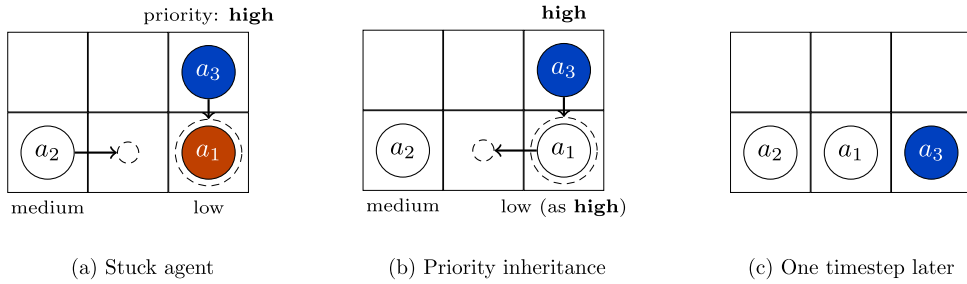 priority: high
a3
a2
a1
medium
low
(a) Stuck agent
high
a3
a2
a1
medium
low (as high)
(b) Priority inheritance
a2
a1
a3
(c) One timestep later